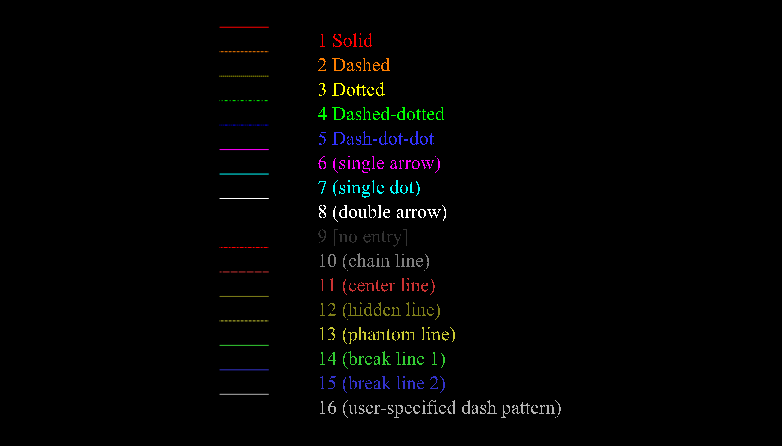 1 Solid
2 Dashed
3 Dotted
4 Dashed-dotted
5 Dash-dot-dot
6 (single arrow)
7 (single dot)
8 (double arrow)
9 [no entry]
10 (chain line)
11 (center line)
12 (hidden line)
13 (phantom line)
14 (break line 1)
15 (break line 2)
16 (user-specified dash pattern)